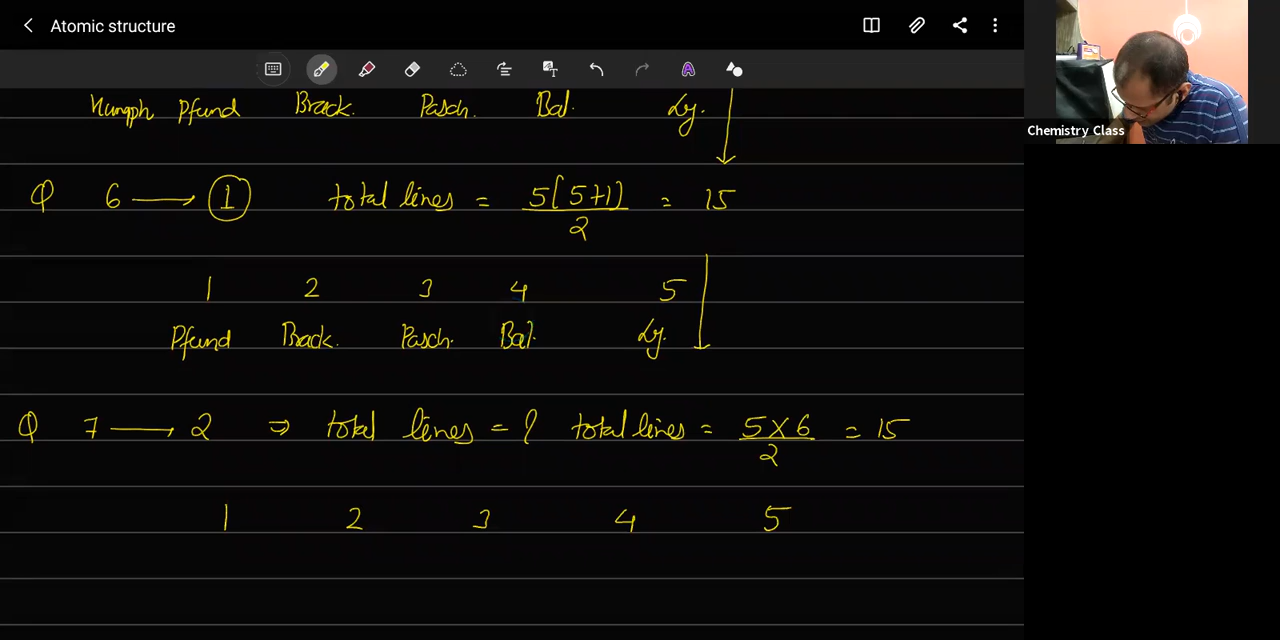 Atomic structure
Chemistry Class
Humph Pfund Brack. Pasch. Bal. Ly.
Q 6 → 1 total lines = 5(5+1)/2 = 15
1 2 3 4 5
Pfund Brack. Pasch. Bal. Ly.
Q 7 → 2 ⇒ total lines = ? total lines = 5×6/2 = 15
1 2 3 4 5